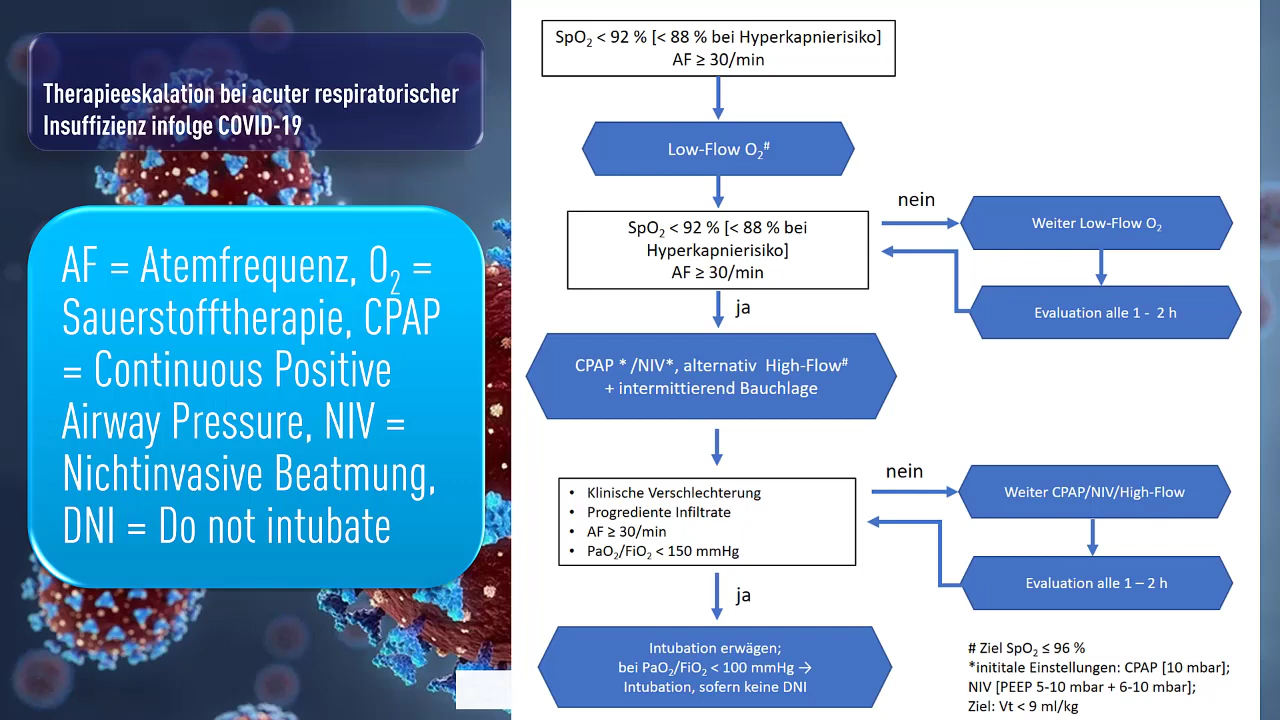 Therapieeskalation bei acuter respiratorischer
Insuffizienz infolge COVID-19
AF = Atemfrequenz, O₂ =
Sauerstofftherapie, CPAP
= Continuous Positive
Airway Pressure, NIV =
Nichtinvasive Beatmung,
DNI = Do not intubate
SpO₂ < 92 % [< 88 % bei Hyperkapnierisiko]
AF ≥ 30/min
Low-Flow O₂#
SpO₂ < 92 % [< 88 % bei
Hyperkapnierisiko]
AF ≥ 30/min
nein
Weiter Low-Flow O₂
Evaluation alle 1 - 2 h
ja
CPAP * /NIV*, alternativ High-Flow#
+ intermittierend Bauchlage
• Klinische Verschlechterung
• Progrediente Infiltrate
• AF ≥ 30/min
• PaO₂/FiO₂ < 150 mmHg
nein
Weiter CPAP/NIV/High-Flow
Evaluation alle 1 – 2 h
ja
Intubation erwägen;
bei PaO₂/FiO₂ < 100 mmHg →
Intubation, sofern keine DNI
# Ziel SpO₂ ≤ 96 %
*inititale Einstellungen: CPAP [10 mbar];
NIV [PEEP 5-10 mbar + 6-10 mbar];
Ziel: Vt < 9 ml/kg